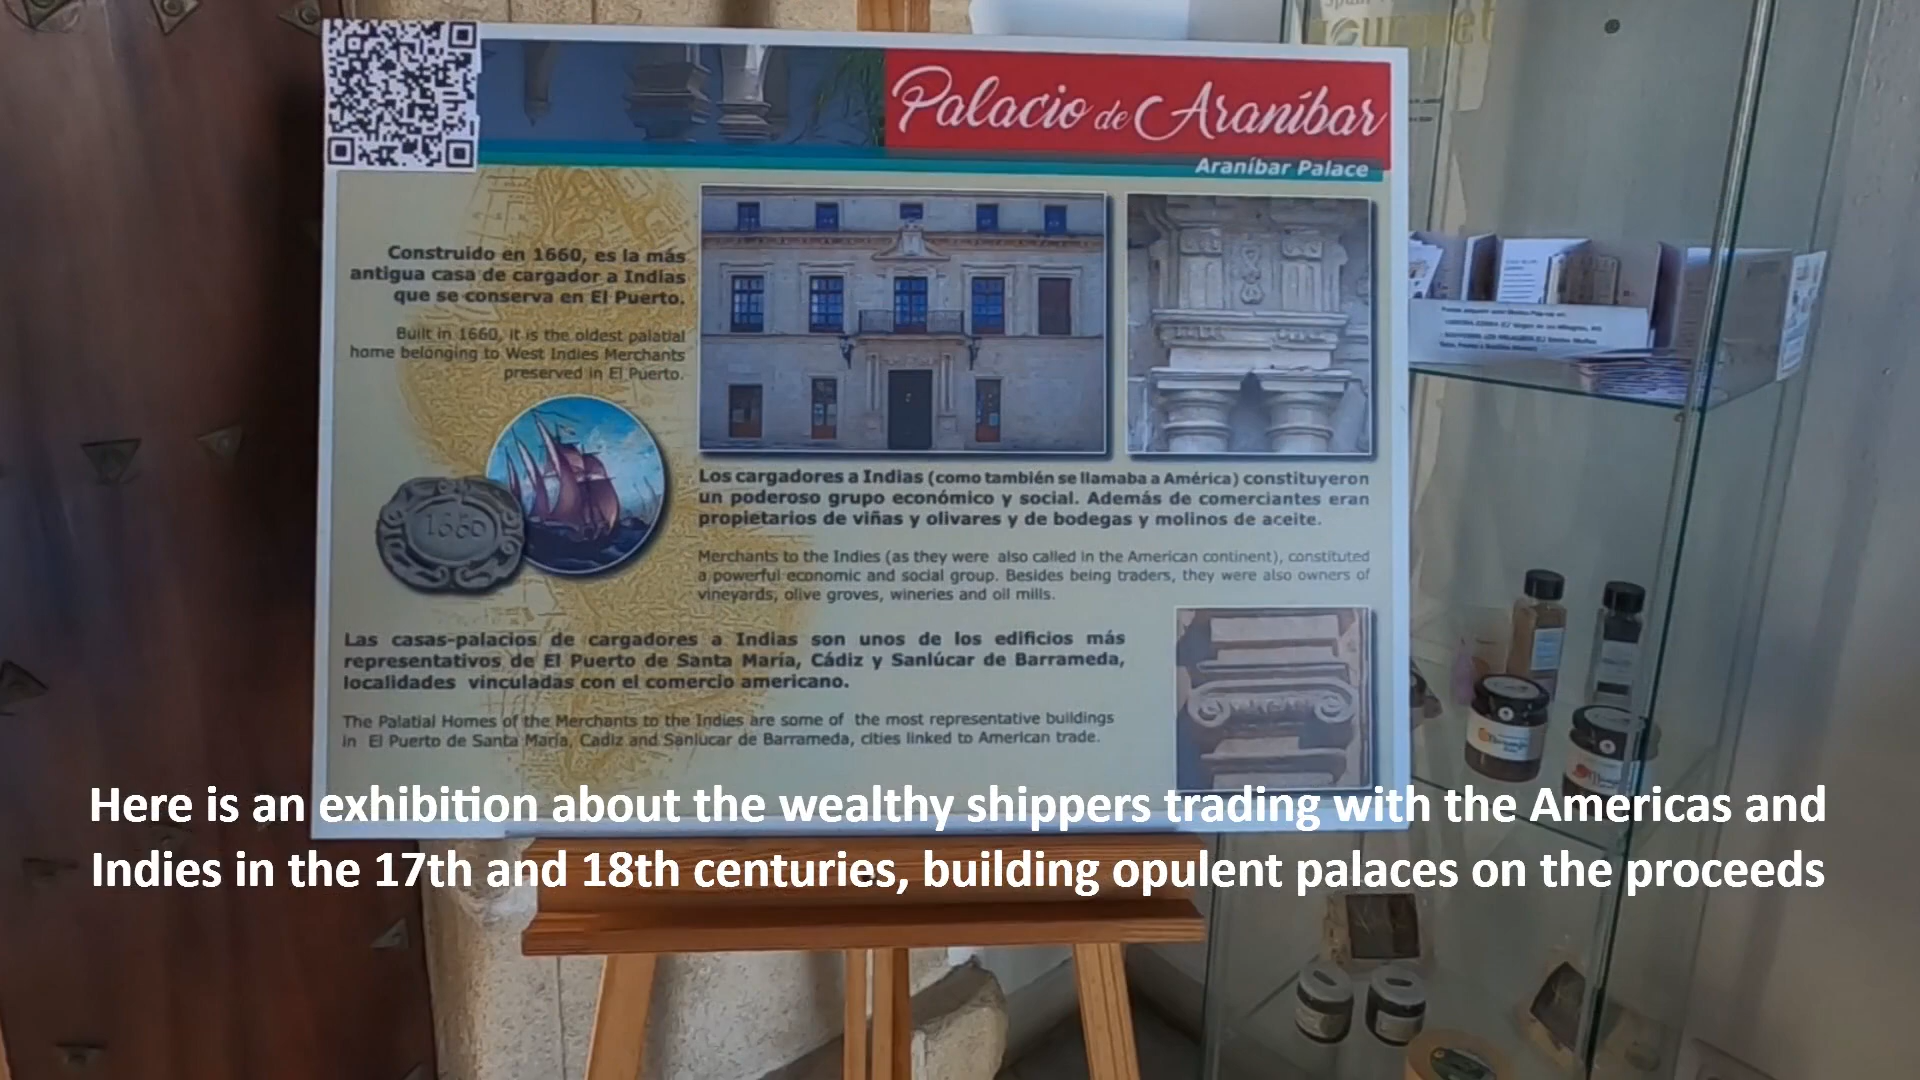 Palacio de Araníbar
Araníbar Palace
Construido en 1660, es la más
antigua casa de cargador a Indias
que se conserva en El Puerto.
Built in 1660, it is the oldest palatial
home belonging to West Indies Merchants
preserved in El Puerto.
1660
Los cargadores a Indias (como también se llamaba a América) constituyeron
un poderoso grupo económico y social. Además de comerciantes eran
propietarios de viñas y olivares y de bodegas y molinos de aceite.
Merchants to the Indies (as they were also called in the American continent), constituted
a powerful economic and social group. Besides being traders, they were also owners of
vineyards, olive groves, wineries and oil mills.
Las casas-palacios de cargadores a Indias son unos de los edificios más
representativos de El Puerto de Santa María, Cádiz y Sanlúcar de Barrameda,
localidades vinculadas con el comercio americano.
The Palatial Homes of the Merchants to the Indies are some of the most representative buildings
in El Puerto de Santa María, Cadiz and Sanlucar de Barrameda, cities linked to American trade.
gourmet
Here is an exhibition about the wealthy shippers trading with the Americas and
Indies in the 17th and 18th centuries, building opulent palaces on the proceeds